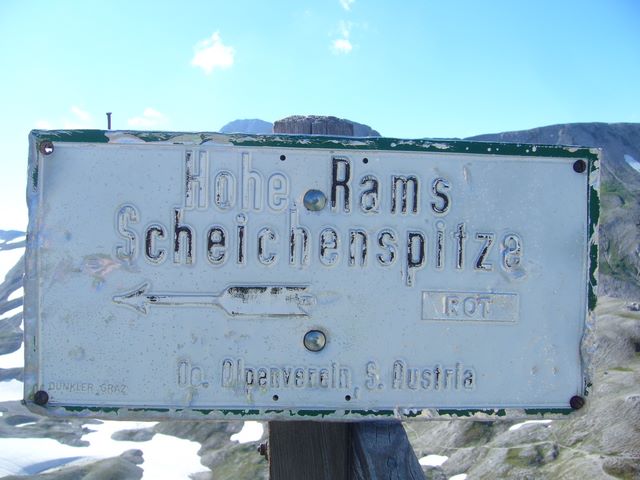 Hohe Rams
Scheichenspitze
ROT
Oe. Alpenverein, S. Austria
DUNKLER, GRAZ